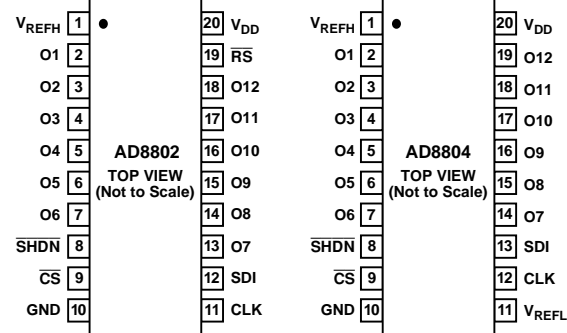 VREFH 1 20 VDD
O1 2 19 RS
O2 3 18 O12
O3 4 17 O11
O4 5 16 O10
O5 6 15 O9
O6 7 14 O8
SHDN 8 13 O7
CS 9 12 SDI
GND 10 11 CLK
AD8802
TOP VIEW
(Not to Scale)
VREFH 1 20 VDD
O1 2 19 O12
O2 3 18 O11
O3 4 17 O10
O4 5 16 O9
O5 6 15 O8
O6 7 14 O7
SHDN 8 13 SDI
CS 9 12 CLK
GND 10 11 VREFL
AD8804
TOP VIEW
(Not to Scale)